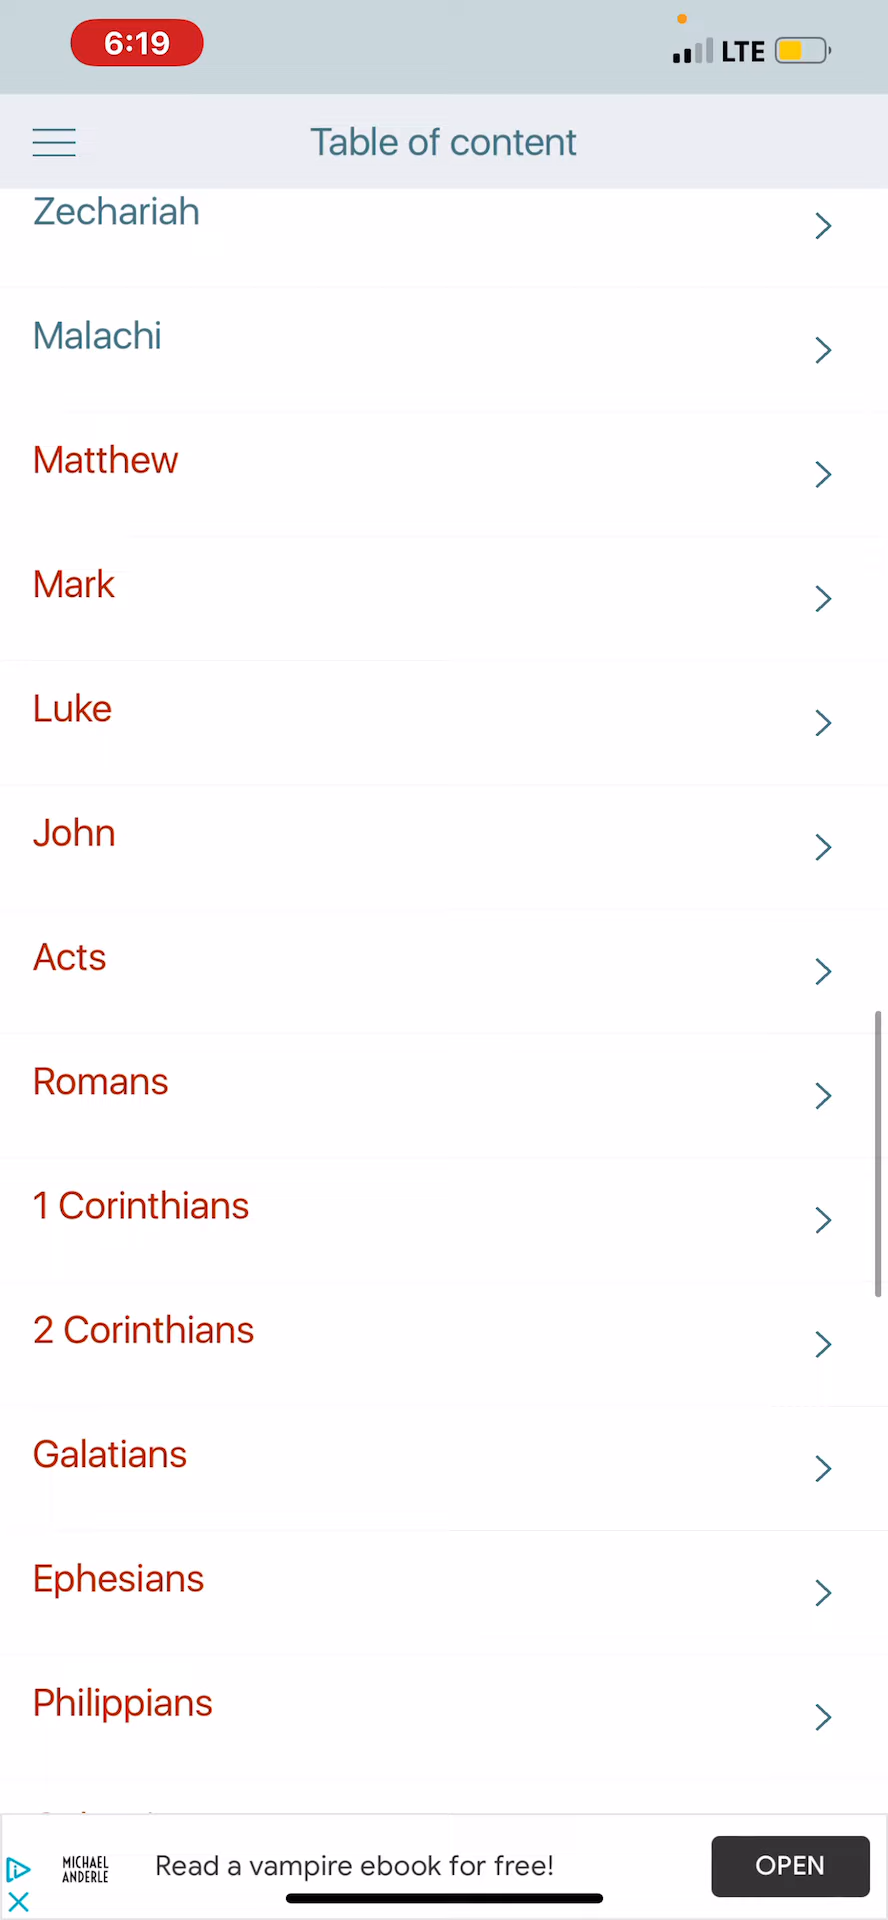 6:19
LTE
Table of content
Zechariah
Malachi
Matthew
Mark
Luke
John
Acts
Romans
1 Corinthians
2 Corinthians
Galatians
Ephesians
Philippians
MICHAEL
ANDERLE
Read a vampire ebook for free!
OPEN